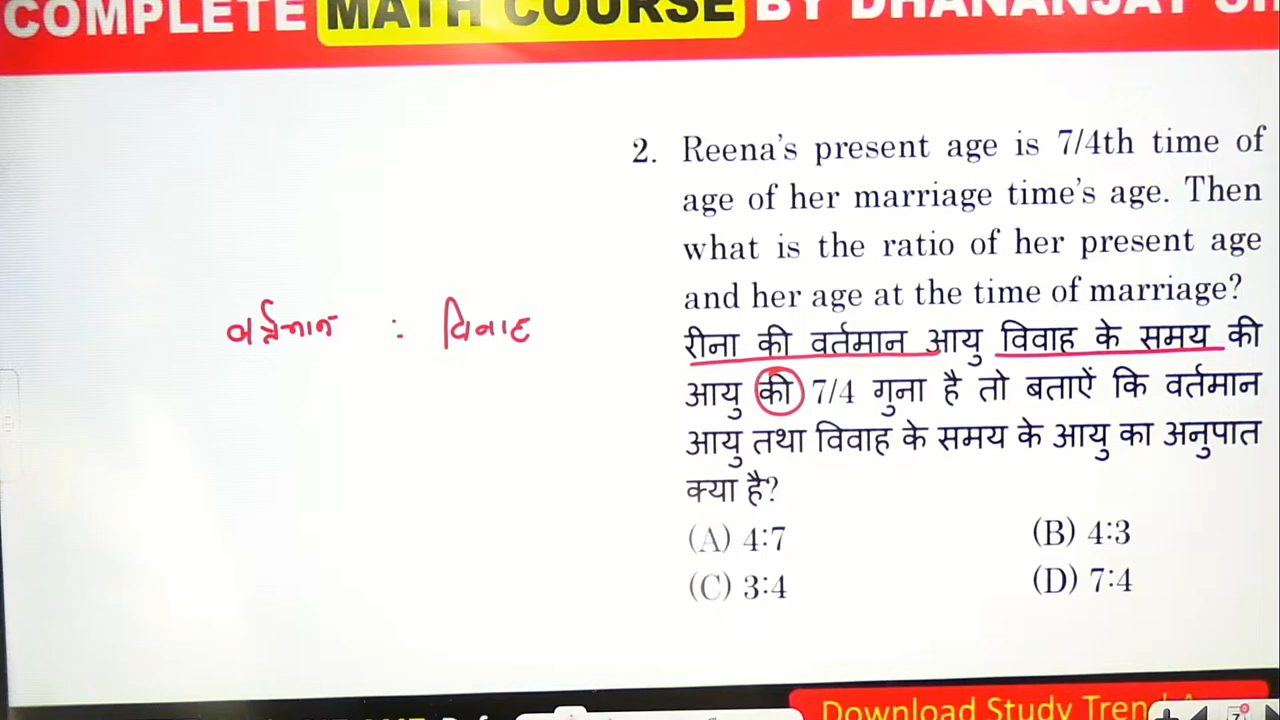 COMPLETE MATH COURSE BY DHANANJAY
2. Reena's present age is 7/4th time of
age of her marriage time's age. Then
what is the ratio of her present age
and her age at the time of marriage?
रीना की वर्तमान आयु विवाह के समय की
आयु की 7/4 गुना है तो बताऐं कि वर्तमान
आयु तथा विवाह के समय के आयु का अनुपात
क्या है?
(A) 4:7 (B) 4:3
(C) 3:4 (D) 7:4
वर्तमान : विवाह
Download Study